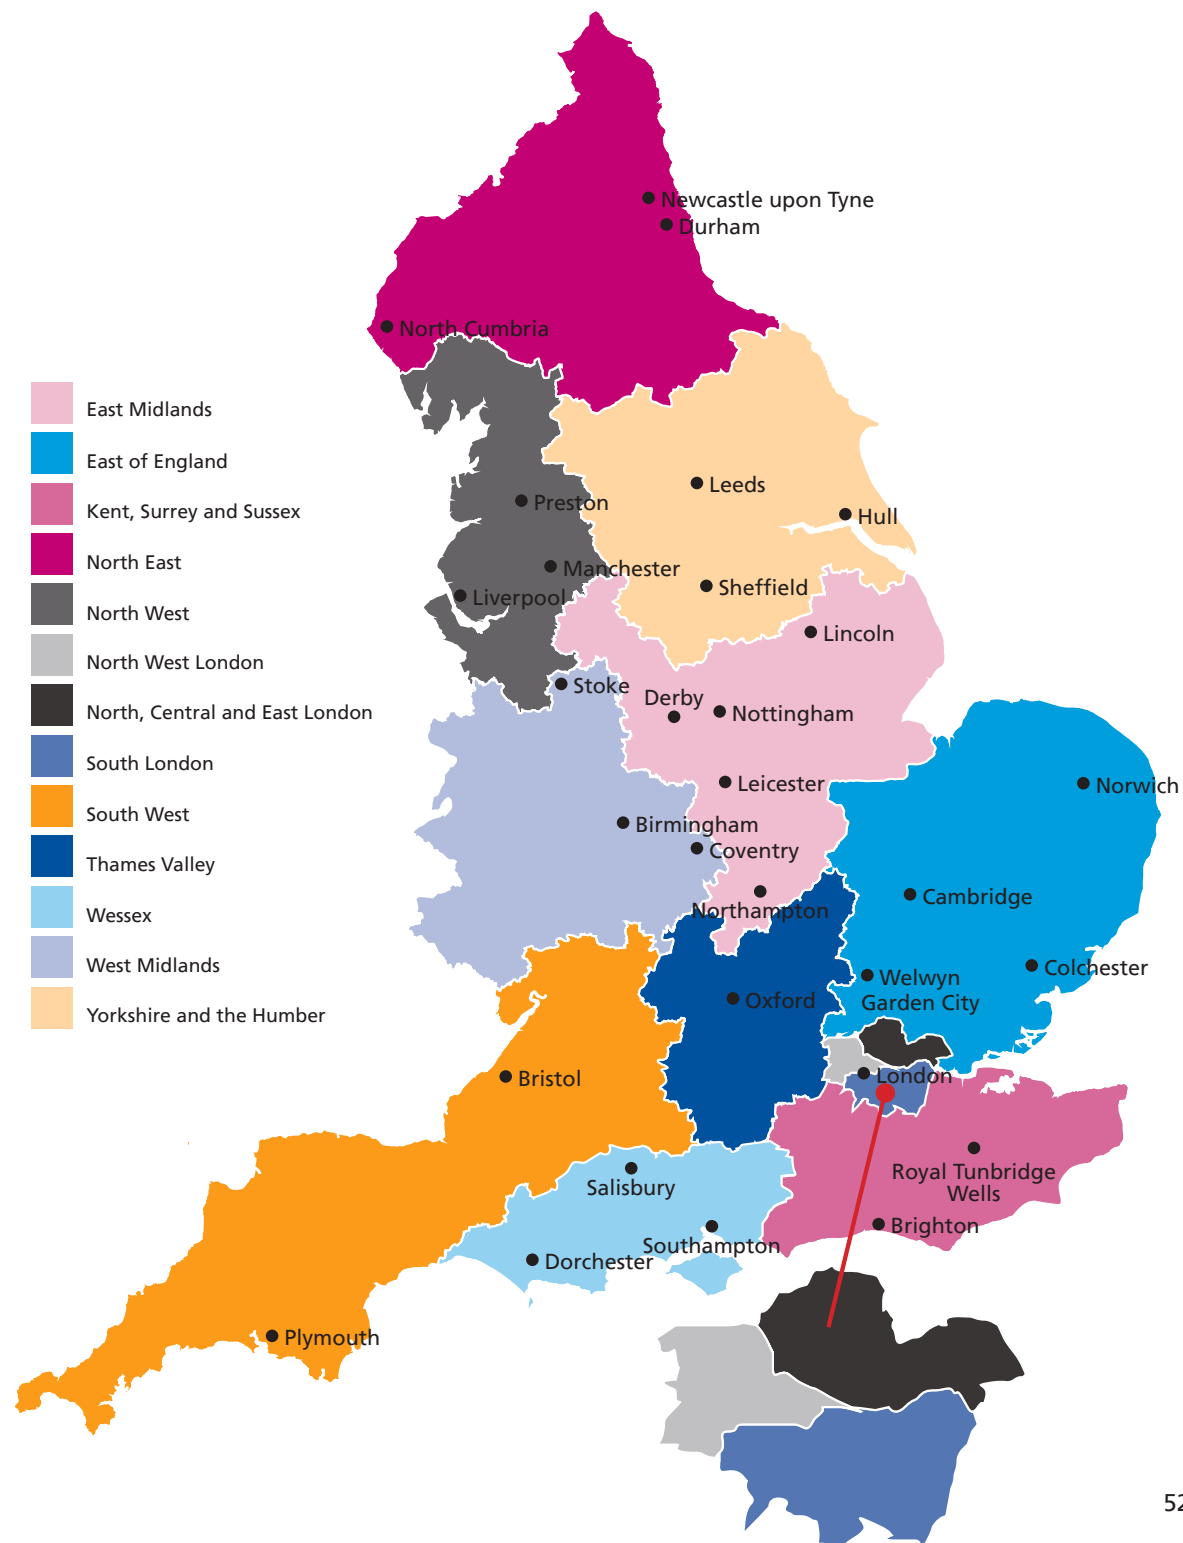 Newcastle upon Tyne
Durham
North Cumbria
East Midlands
East of England
Kent, Surrey and Sussex
North East
North West
North West London
North, Central and East London
South London
South West
Thames Valley
Wessex
West Midlands
Yorkshire and the Humber
Leeds
Preston
Hull
Manchester
Sheffield
Liverpool
Lincoln
Stoke
Derby
Nottingham
Leicester
Norwich
Birmingham
Coventry
Cambridge
Northampton
Colchester
Welwyn
Garden City
Oxford
London
Bristol
Royal Tunbridge
Wells
Salisbury
Brighton
Southampton
Dorchester
Plymouth
52